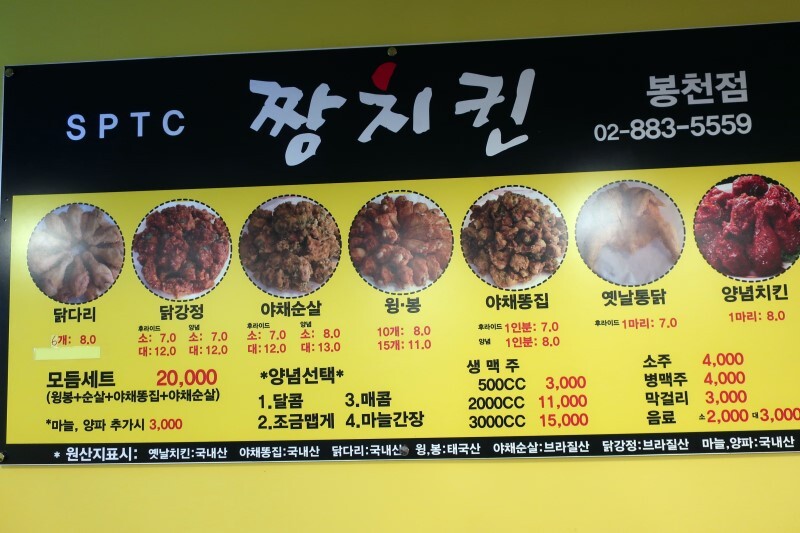 SPTC
짱치킨
봉천점
02-883-5559
닭다리
6개: 8.0
닭강정
후라이드 양념
소: 7.0 소: 7.0
대: 12.0 대: 12.0
야채순살
후라이드 양념
소: 7.0 소: 8.0
대: 12.0 대: 13.0
윙·봉
10개: 8.0
15개: 11.0
야채똥집
후라이드 1인분: 7.0
양념 1인분: 8.0
옛날통닭
후라이드 1마리: 7.0
양념치킨
1마리: 8.0
모듬세트 20,000
(윙봉+순살+야채똥집+야채순살)
*마늘, 양파 추가시 3,000
*양념선택*
1.달콤 3.매콤
2.조금맵게 4.마늘간장
생 맥 주
500CC 3,000
2000CC 11,000
3000CC 15,000
소주 4,000
병맥주 4,000
막걸리 3,000
음료 소2,000 대3,000
* 원산지표시: 옛날치킨:국내산 야채똥집:국내산 닭다리:국내산 윙,봉:태국산 야채순살:브라질산 닭강정:브라질산 마늘,양파:국내산